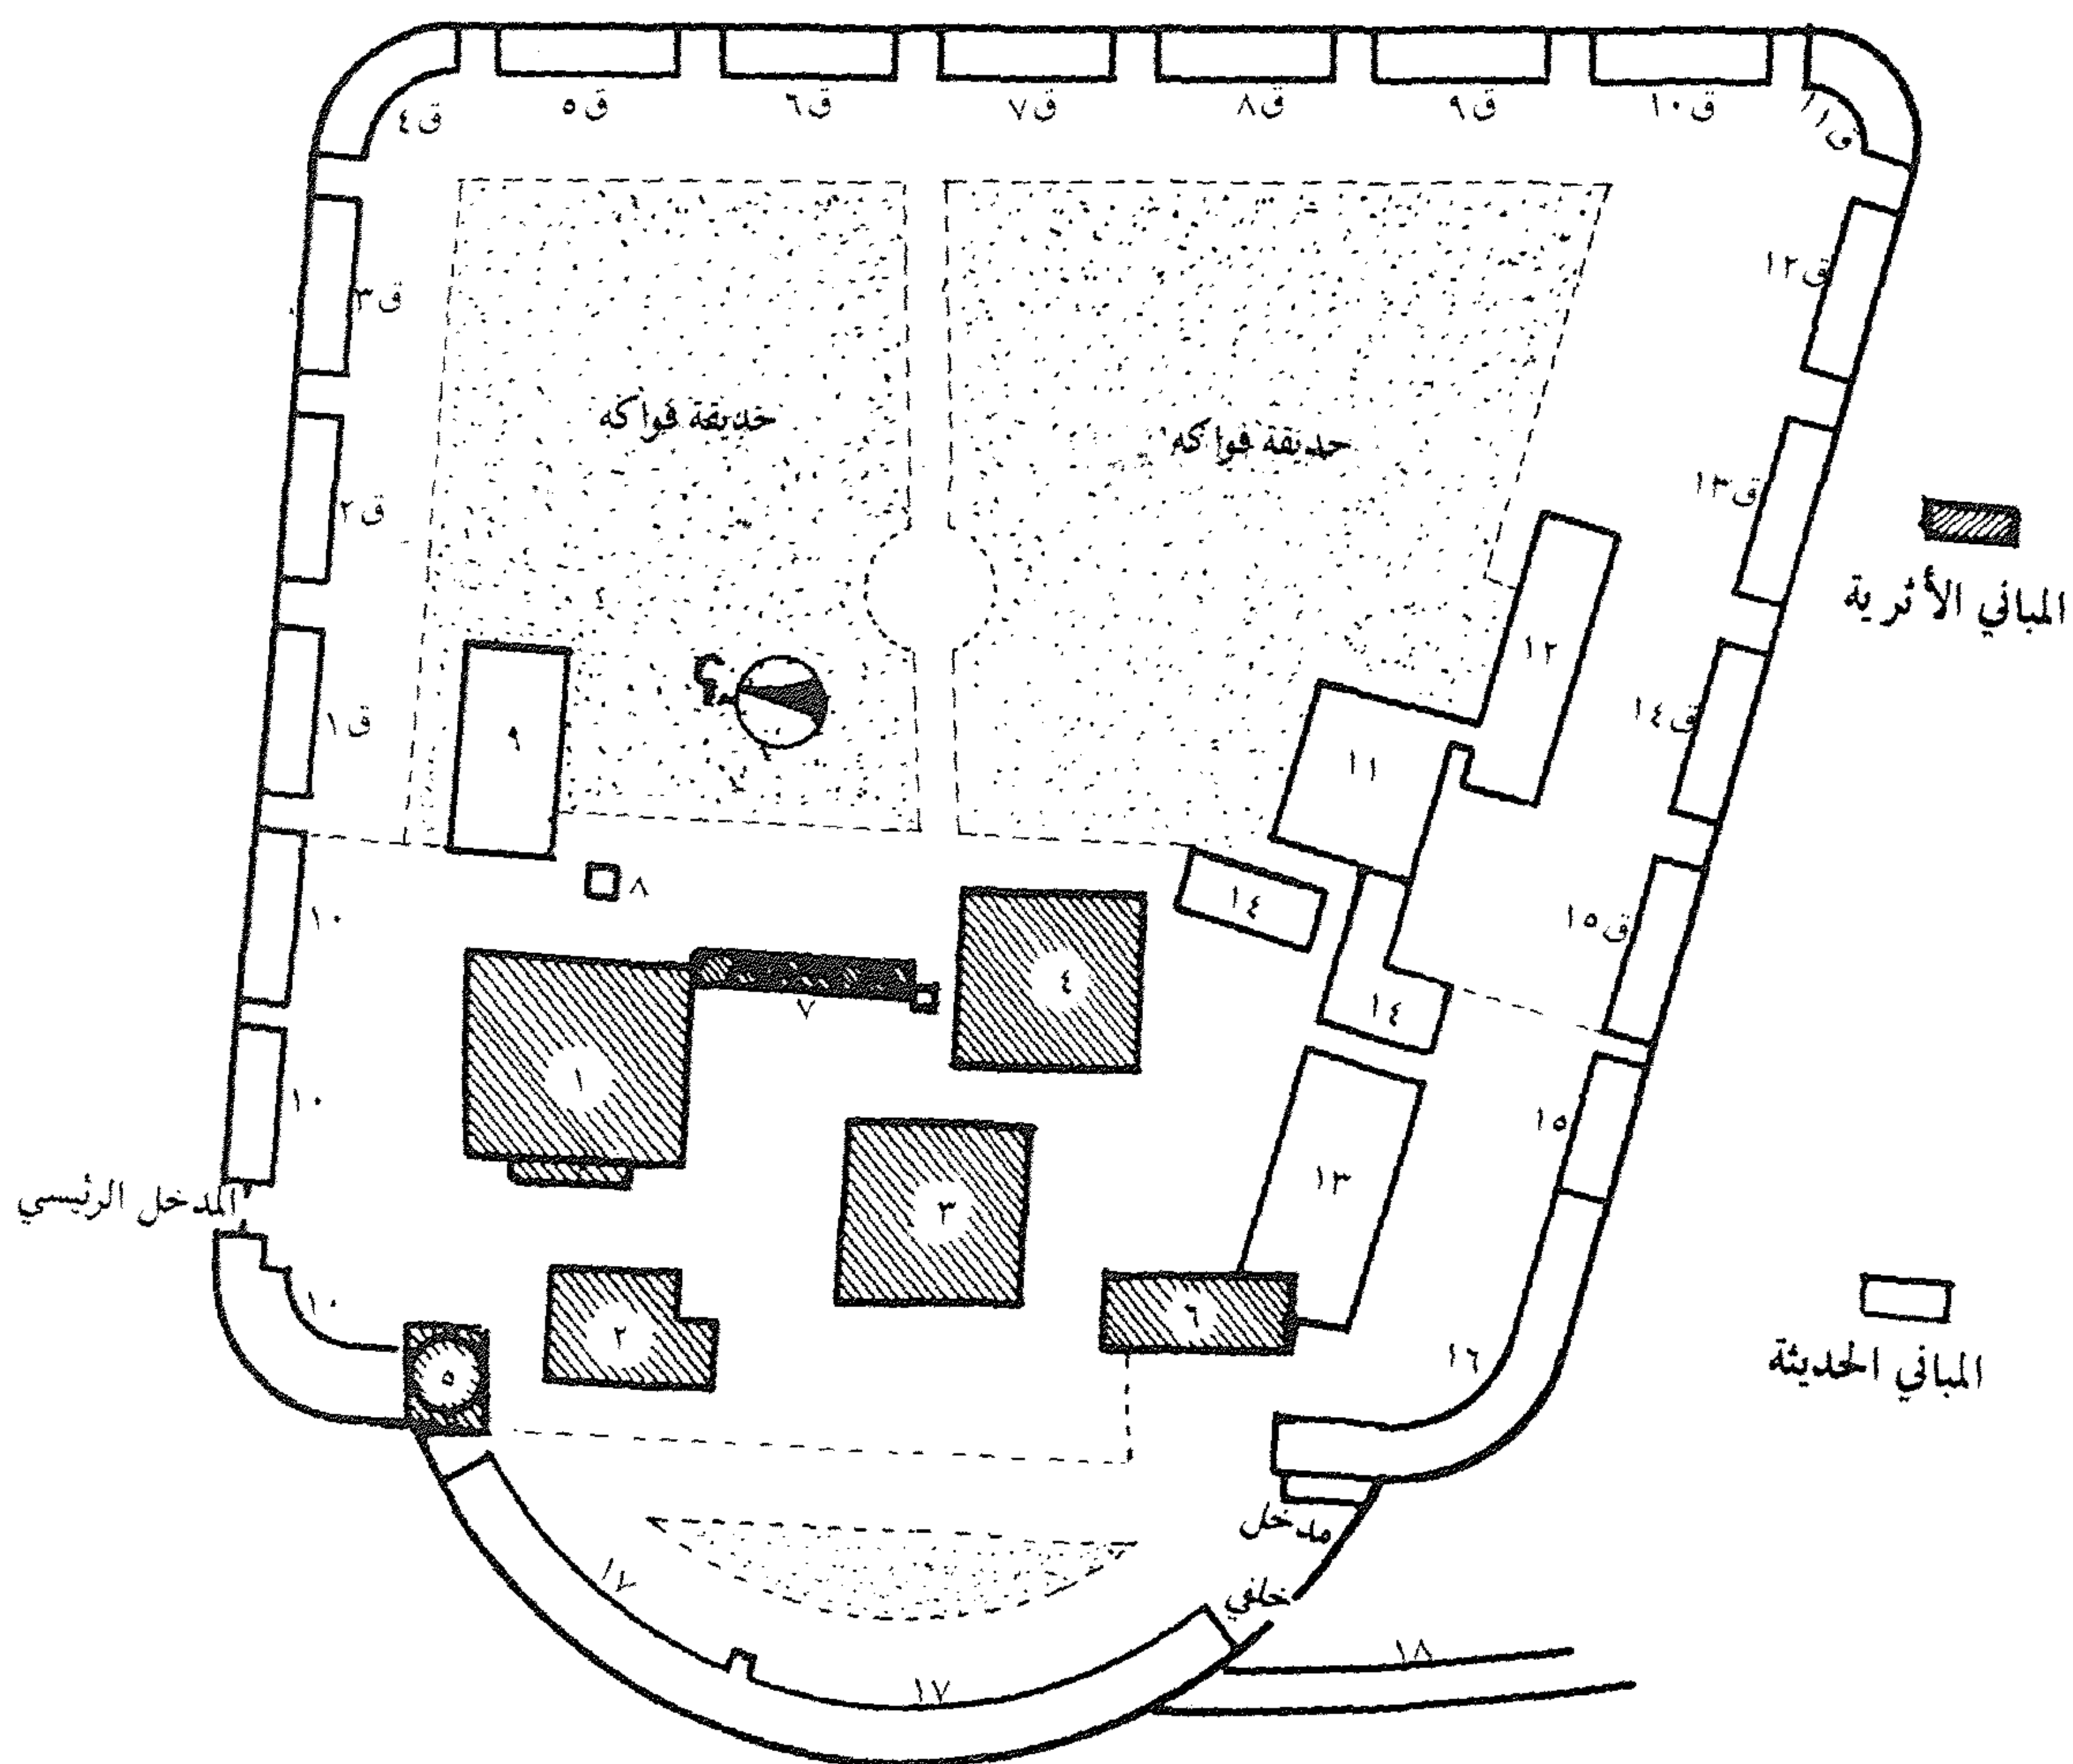 ق٤
ق٥
ق٦
ق٧
ق٨
ق٩
ق١٠
ق١١
ق٣
ق١٢
حديقة فواكه
حديقة فواكه
ق٢
ق١٣
المباني الأثرية
١٢
ق١
ق١٤
٩
١١
٨
١٤
١٠
ق١٥
٤
٧
١٤
١
١٠
١٥
١٣
المدخل الرئيسي
٣
١٠
٢
٦
المباني الحديثة
١٦
٥
مدخل
خلفي
١٧
١٧
١٨